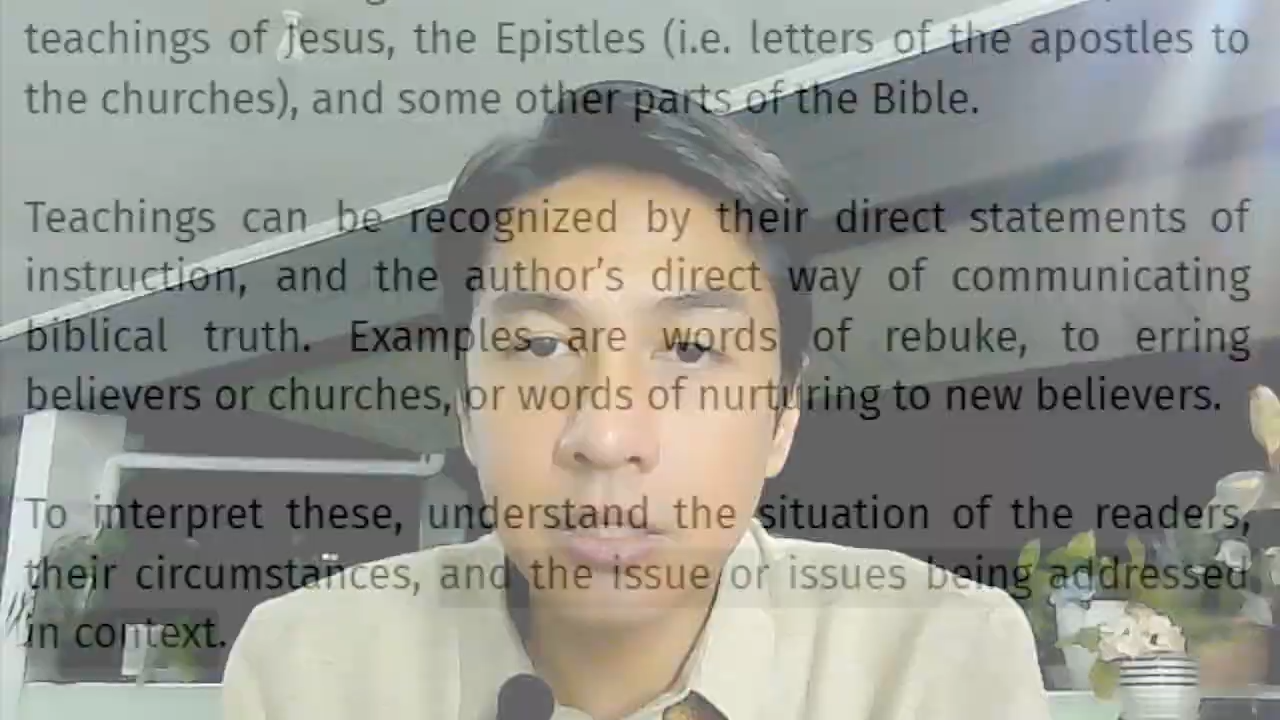 teachings of Jesus, the Epistles (i.e. letters of the apostles to
the churches), and some other parts of the Bible.
Teachings can be recognized by their direct statements of
instruction, and the author's direct way of communicating
biblical truth. Examples are words of rebuke, to erring
believers or churches, or words of nurturing to new believers.
To interpret these, understand the situation of the readers,
their circumstances, and the issue or issues being addressed
in context.